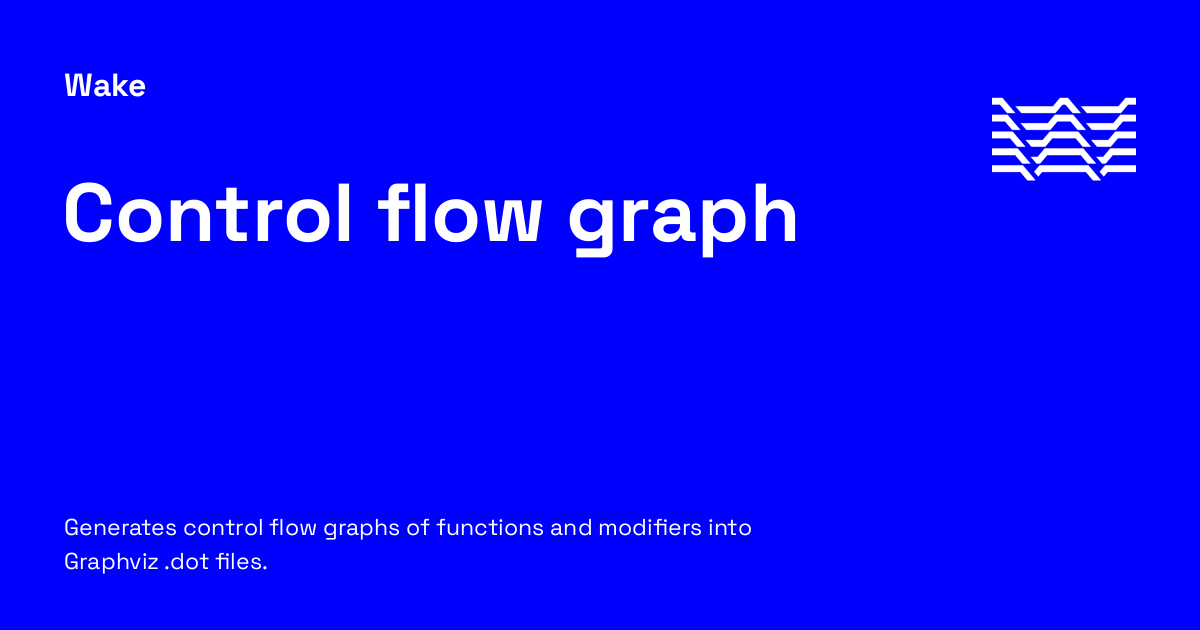 Wake
Control flow graph
Generates control flow graphs of functions and modifiers into
Graphviz .dot files.